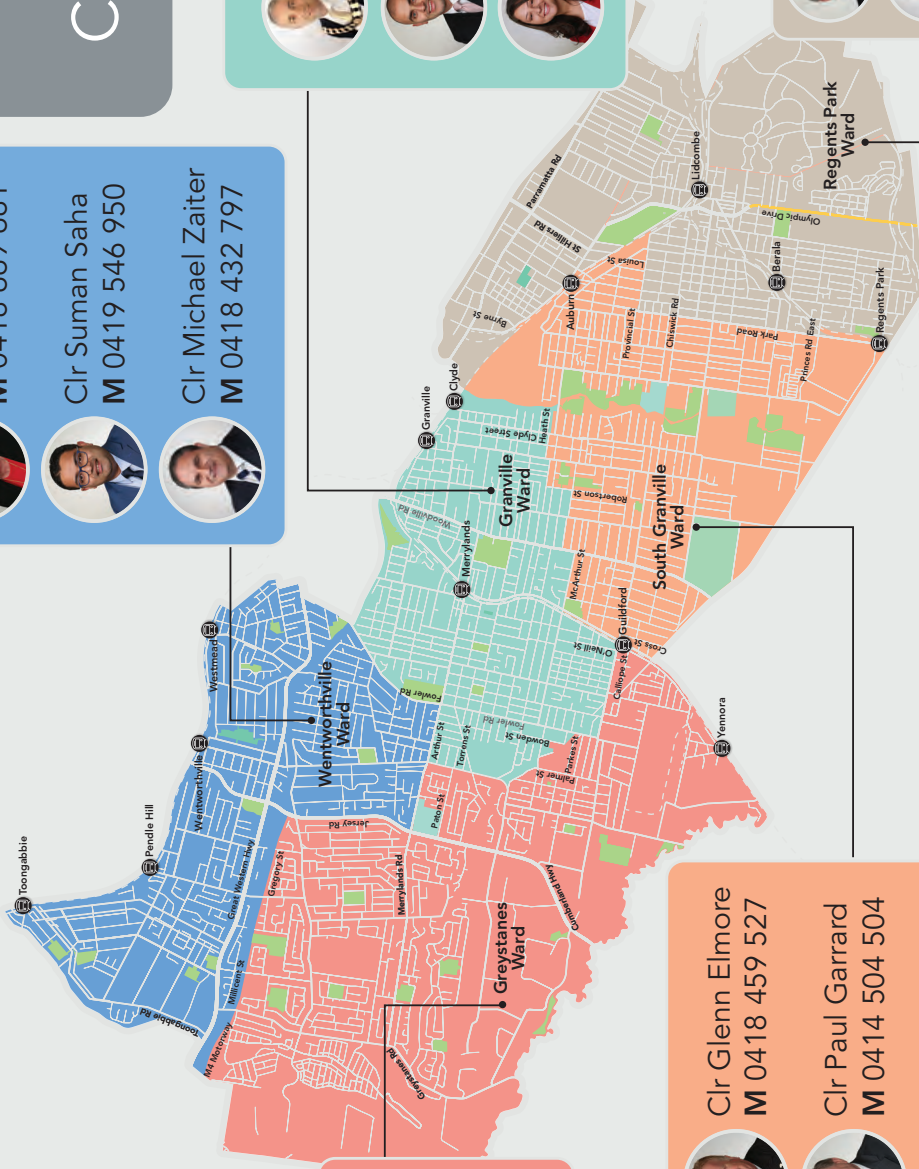 C
Clr Suman Saha
M 0419 546 950
Clr Michael Zaiter
M 0418 432 797
Toongabbie
Pendle Hill
Wentworthville
Westmead
Toongabbie Rd
M4 Motorway
Millicent St
Great Western Hwy
Gregory St
Jersey Rd
Wentworthville
Ward
Merrylands Rd
Greystanes Rd
Greystanes
Ward
Cumberland Hwy
Paton St
Arthur St
Torrens St
Fowler Rd
Fowler Rd
Bowden St
Palmer St
Parkes St
Calliope St
O'Neill St
Cross St
Guildford
Yennora
Merrylands
Woodville Rd
McArthur St
Granville
Ward
Granville
Clyde
Clyde Street
Heath St
Robertson St
South Granville
Ward
Auburn
Byrne St
St Hilliers Rd
Parramatta Rd
Louisa St
Provincial St
Chiswick Rd
Park Road
Princes Rd East
Lidcombe
Berala
Olympic Drive
Regents Park
Regents Park
Ward
Clr Glenn Elmore
M 0418 459 527
Clr Paul Garrard
M 0414 504 504